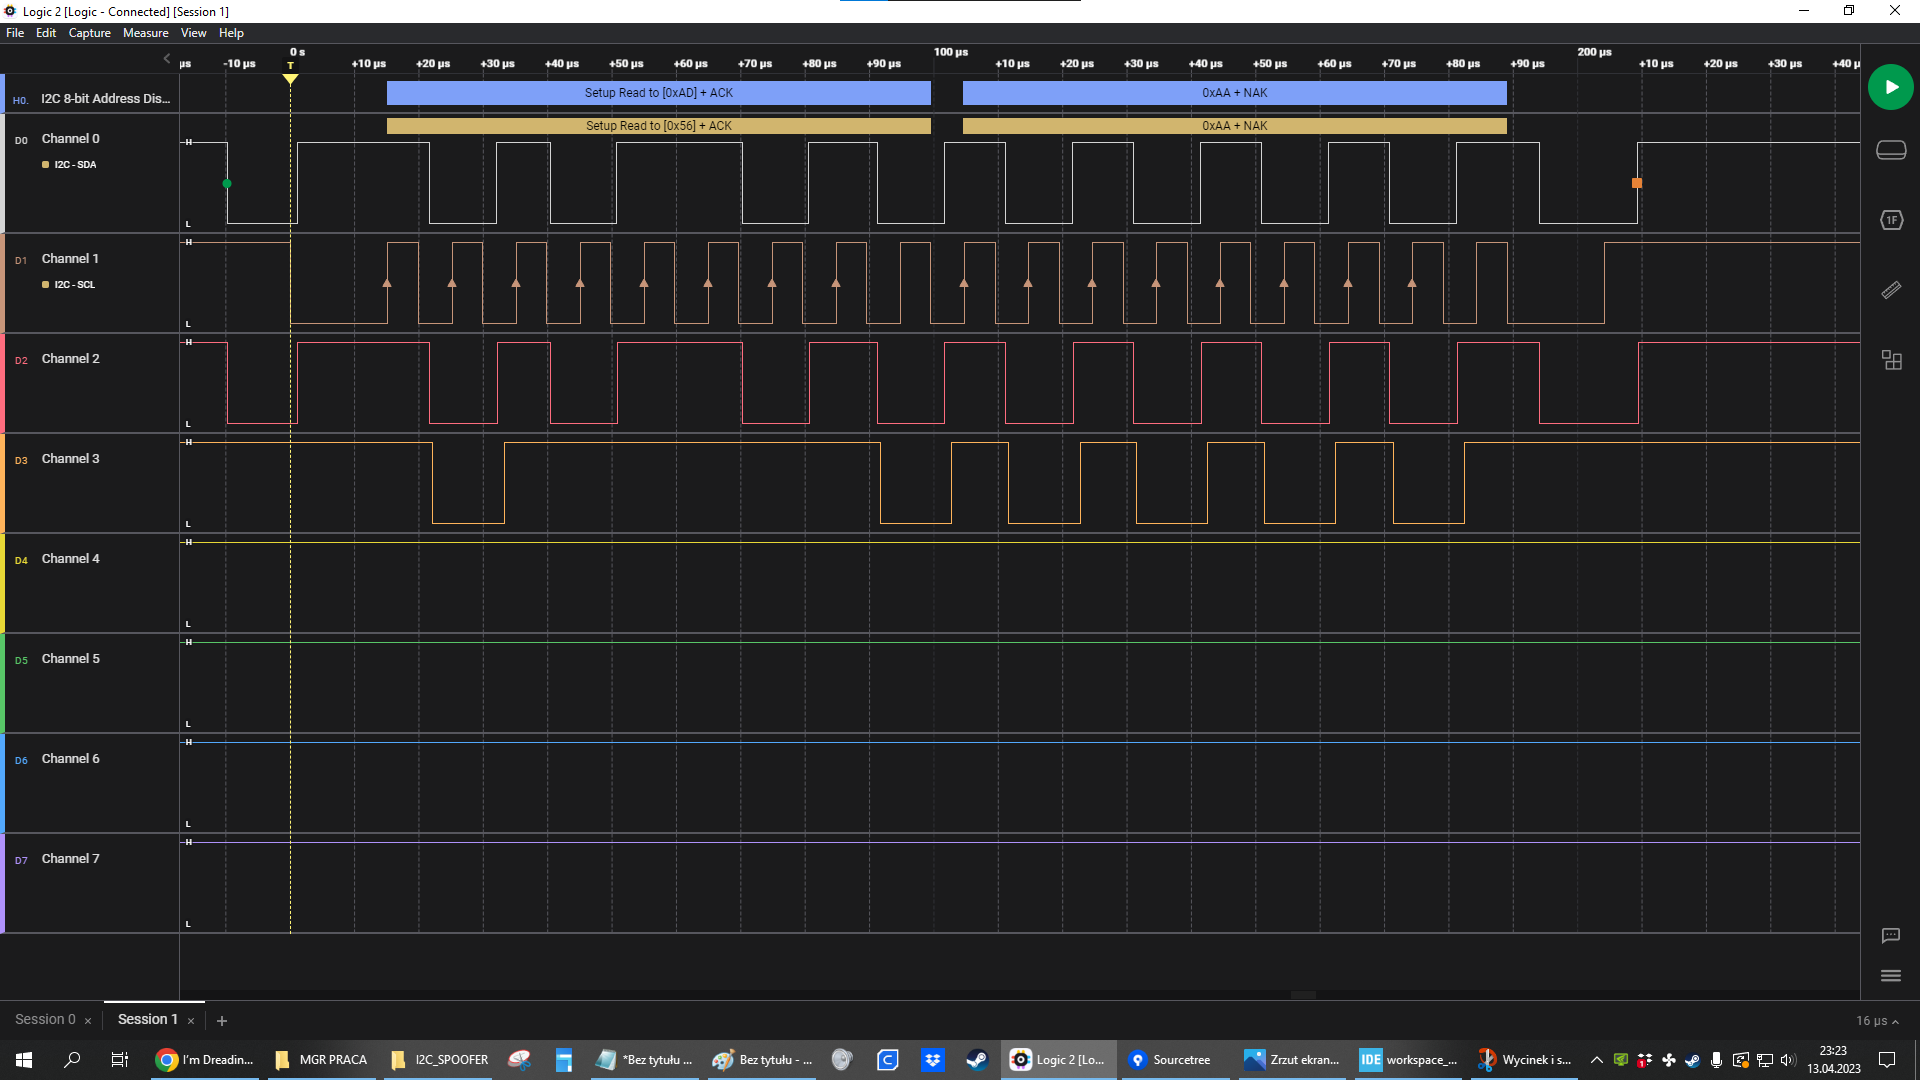 Logic 2 [Logic - Connected] [Session 1]
File Edit Capture Measure View Help
0 s 100 µs 200 µs
µs -10 µs T +10 µs +20 µs +30 µs +40 µs +50 µs +60 µs +70 µs +80 µs +90 µs +10 µs +20 µs +30 µs +40 µs +50 µs +60 µs +70 µs +80 µs +90 µs +10 µs +20 µs +30 µs +40 µ
H0. I2C 8-bit Address Dis... Setup Read to [0xAD] + ACK 0xAA + NAK
Setup Read to [0x56] + ACK 0xAA + NAK
D0 Channel 0 H
I2C - SDA
L
H
D1 Channel 1
I2C - SCL
L
H
D2 Channel 2
L
H
D3 Channel 3
L
H
D4 Channel 4
L
H
D5 Channel 5
L
H
D6 Channel 6
L
H
D7 Channel 7
L
1F
Session 0 × Session 1 × +
16 µs
I'm Dreadin... MGR PRACA I2C_SPOOFER *Bez tytułu ... Bez tytułu - ... Logic 2 [Lo... Sourcetree Zrzut ekran... IDE workspace_... Wycinek i s...
23:23
13.04.2023